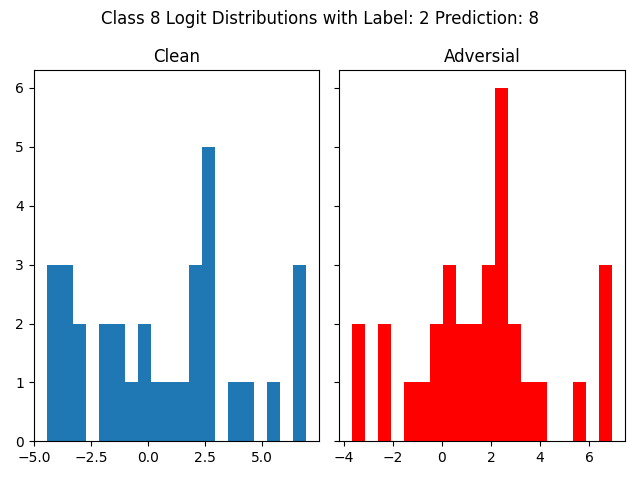 Class 8 Logit Distributions with Label: 2 Prediction: 8
Clean
Adversial
6
5
4
3
2
1
0
−5.0 −2.5 0.0 2.5 5.0
−4 −2 0 2 4 6